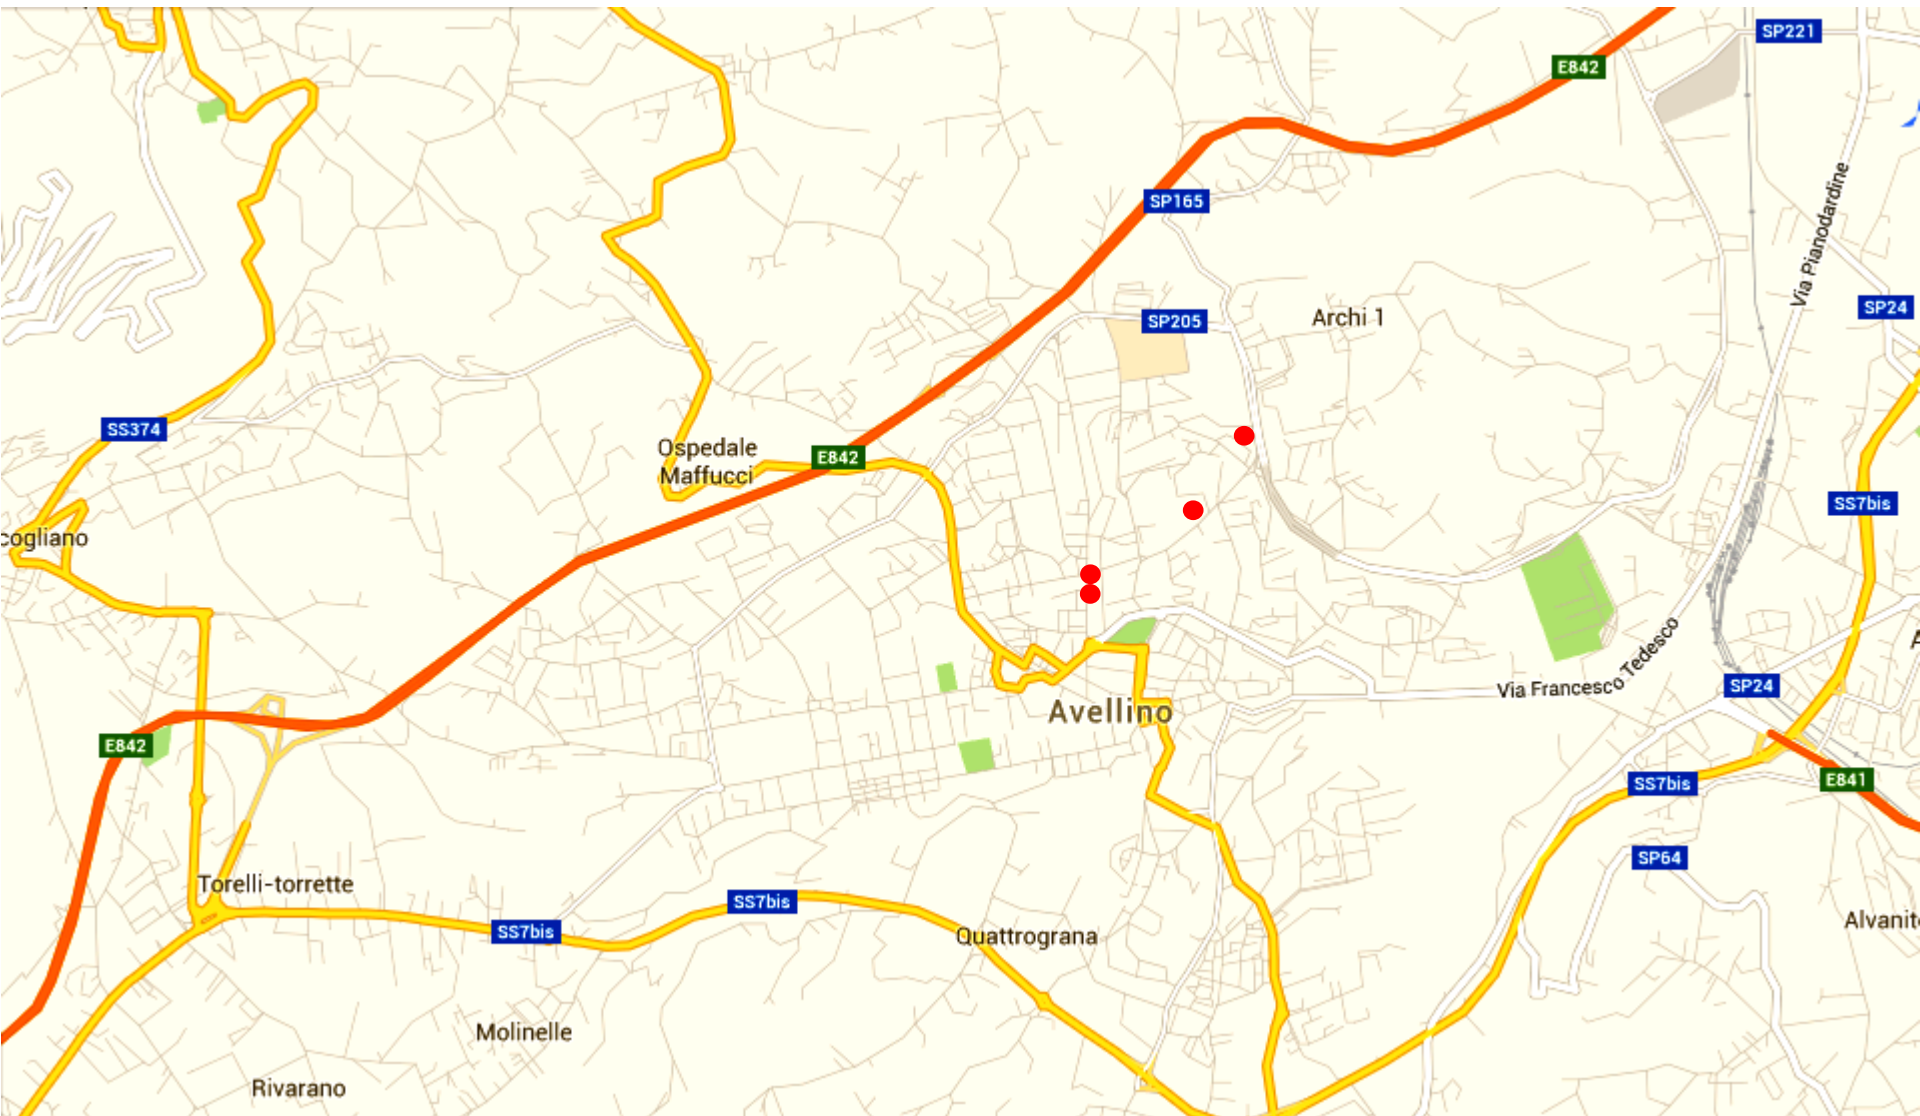 SP221
E842
Via Pianodardine
SP165
SP24
SP205
Archi 1
SS374
Ospedale
Maffucci
E842
SS7bis
cogliano
Via Francesco Tedesco
SP24
Avellino
E842
E841
SS7bis
SP64
Torelli-torrette
SS7bis
SS7bis
Quattrograna
Alvanit
Molinelle
Rivarano